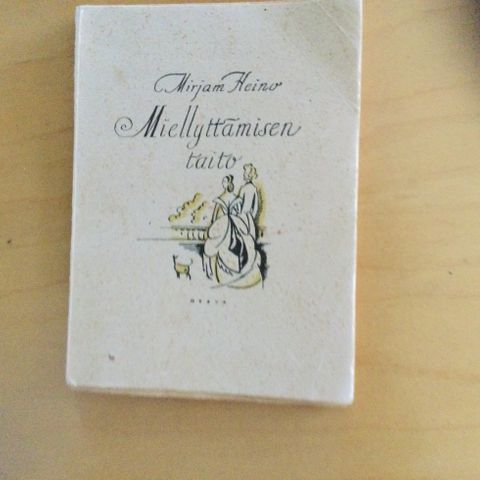 Mirjam Heino
Miellyttämisen
taito
OTAVA